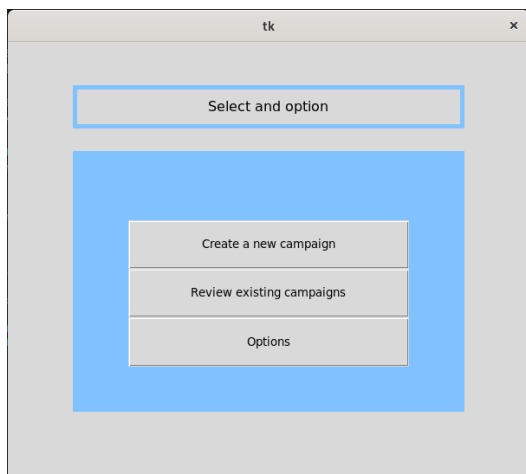 tk
Select and option
Create a new campaign
Review existing campaigns
Options